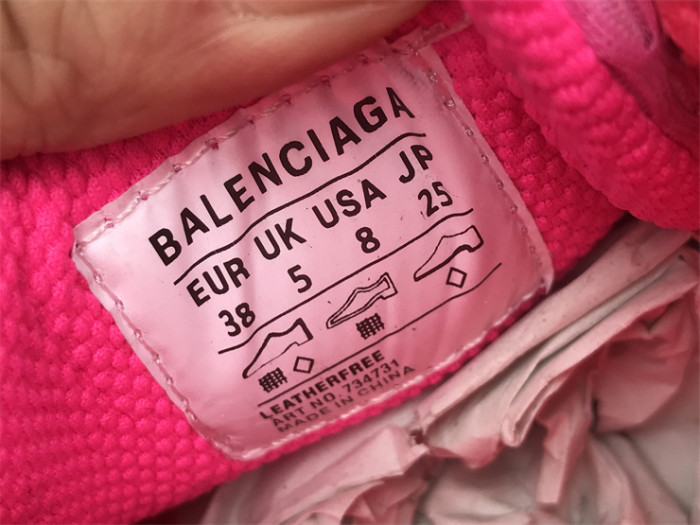 BALENCIAGA
EUR UK USA JP
38 5 8 25
LEATHERFREE
ART NO. 734731
MADE IN CHINA